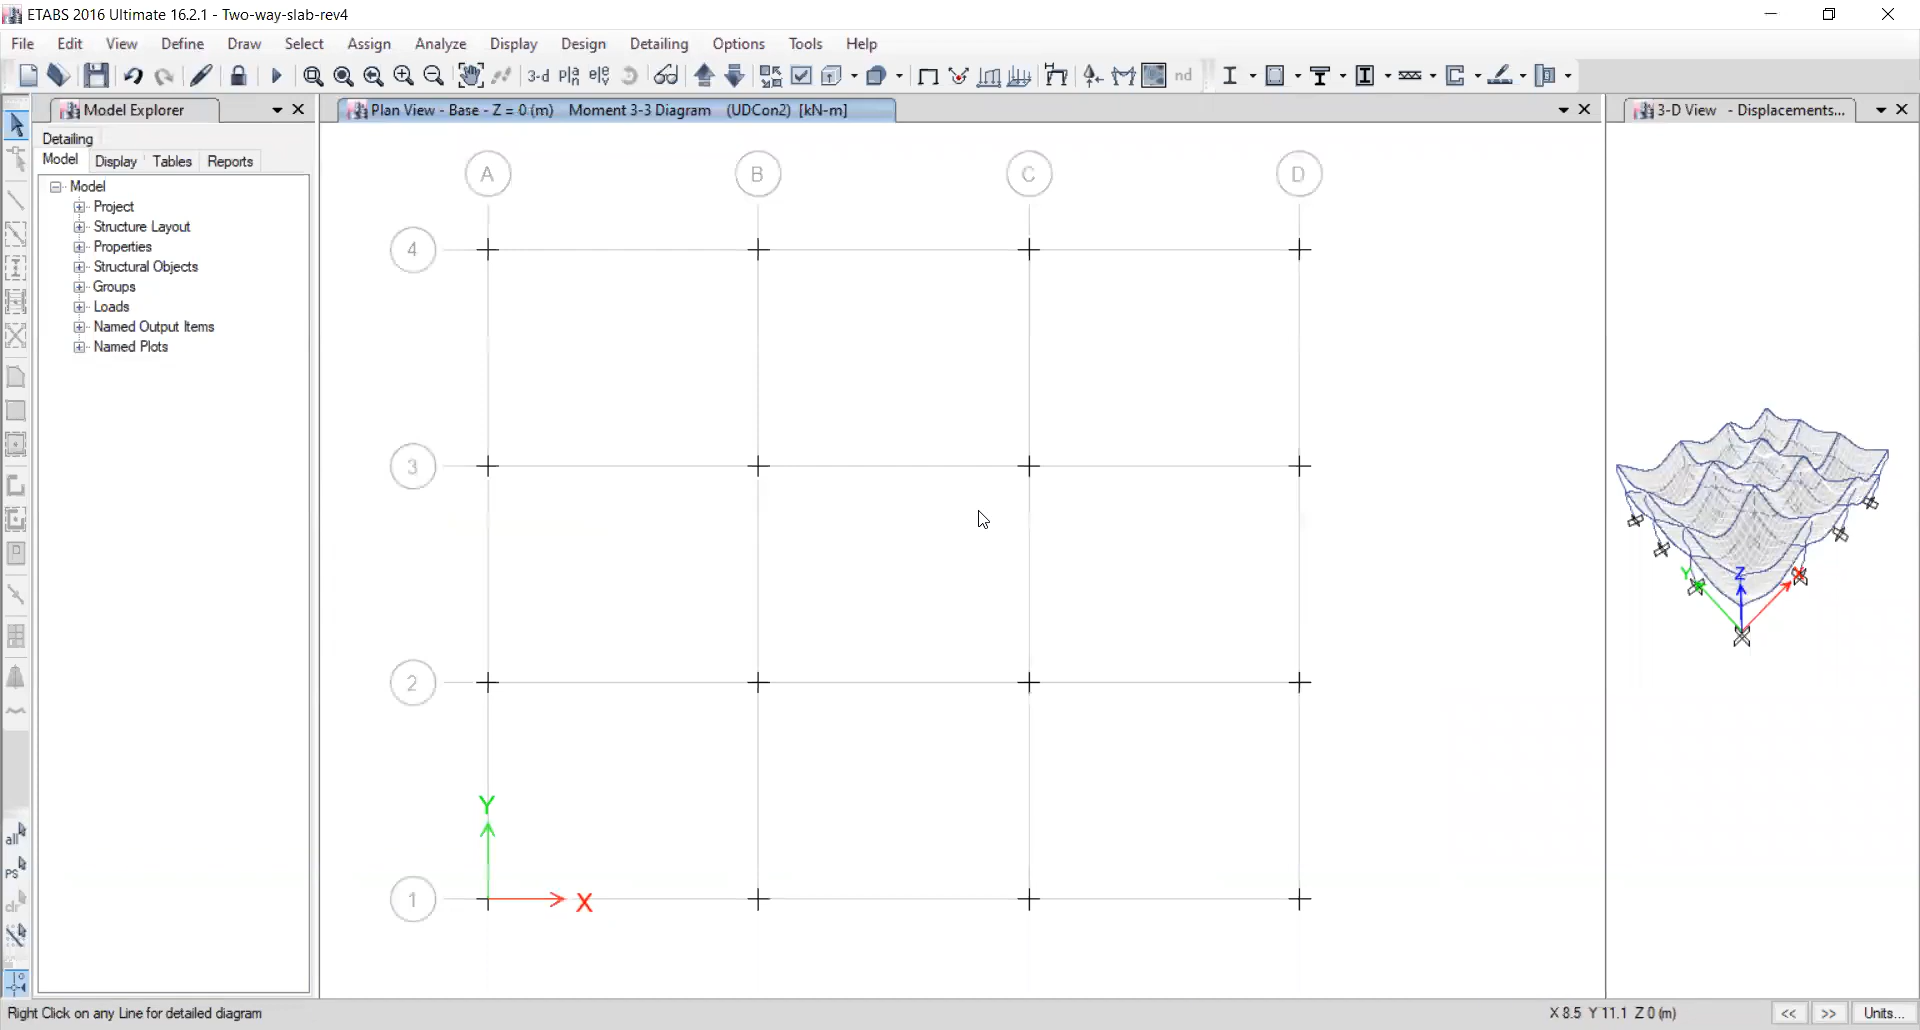 ETABS 2016 Ultimate 16.2.1 - Two-way-slab-rev4
File Edit View Define Draw Select Assign Analyze Display Design Detailing Options Tools Help
3-d pla ele nd
Model Explorer
Plan View - Base - Z = 0 (m) Moment 3-3 Diagram (UDCon2) [kN-m]
3-D View - Displacements...
Detailing
Model Display Tables Reports
Model
Project
Structure Layout
Properties
Structural Objects
Groups
Loads
Named Output Items
Named Plots
A B C D
4
3
2
1
Y
X
Y Z X
all
PS
clr
Right Click on any Line for detailed diagram
X 8.5 Y 11.1 Z 0 (m)
<< >> Units...